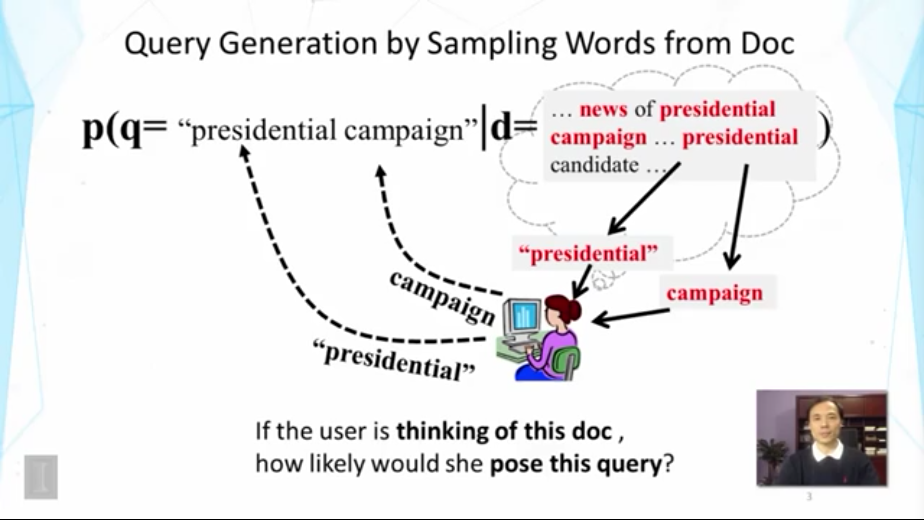 Query Generation by Sampling Words from Doc
p(q= “presidential campaign”|d=
… news of presidential
campaign … presidential
candidate …
)
“presidential”
campaign
campaign
“presidential”
If the user is thinking of this doc ,
how likely would she pose this query?
I
3